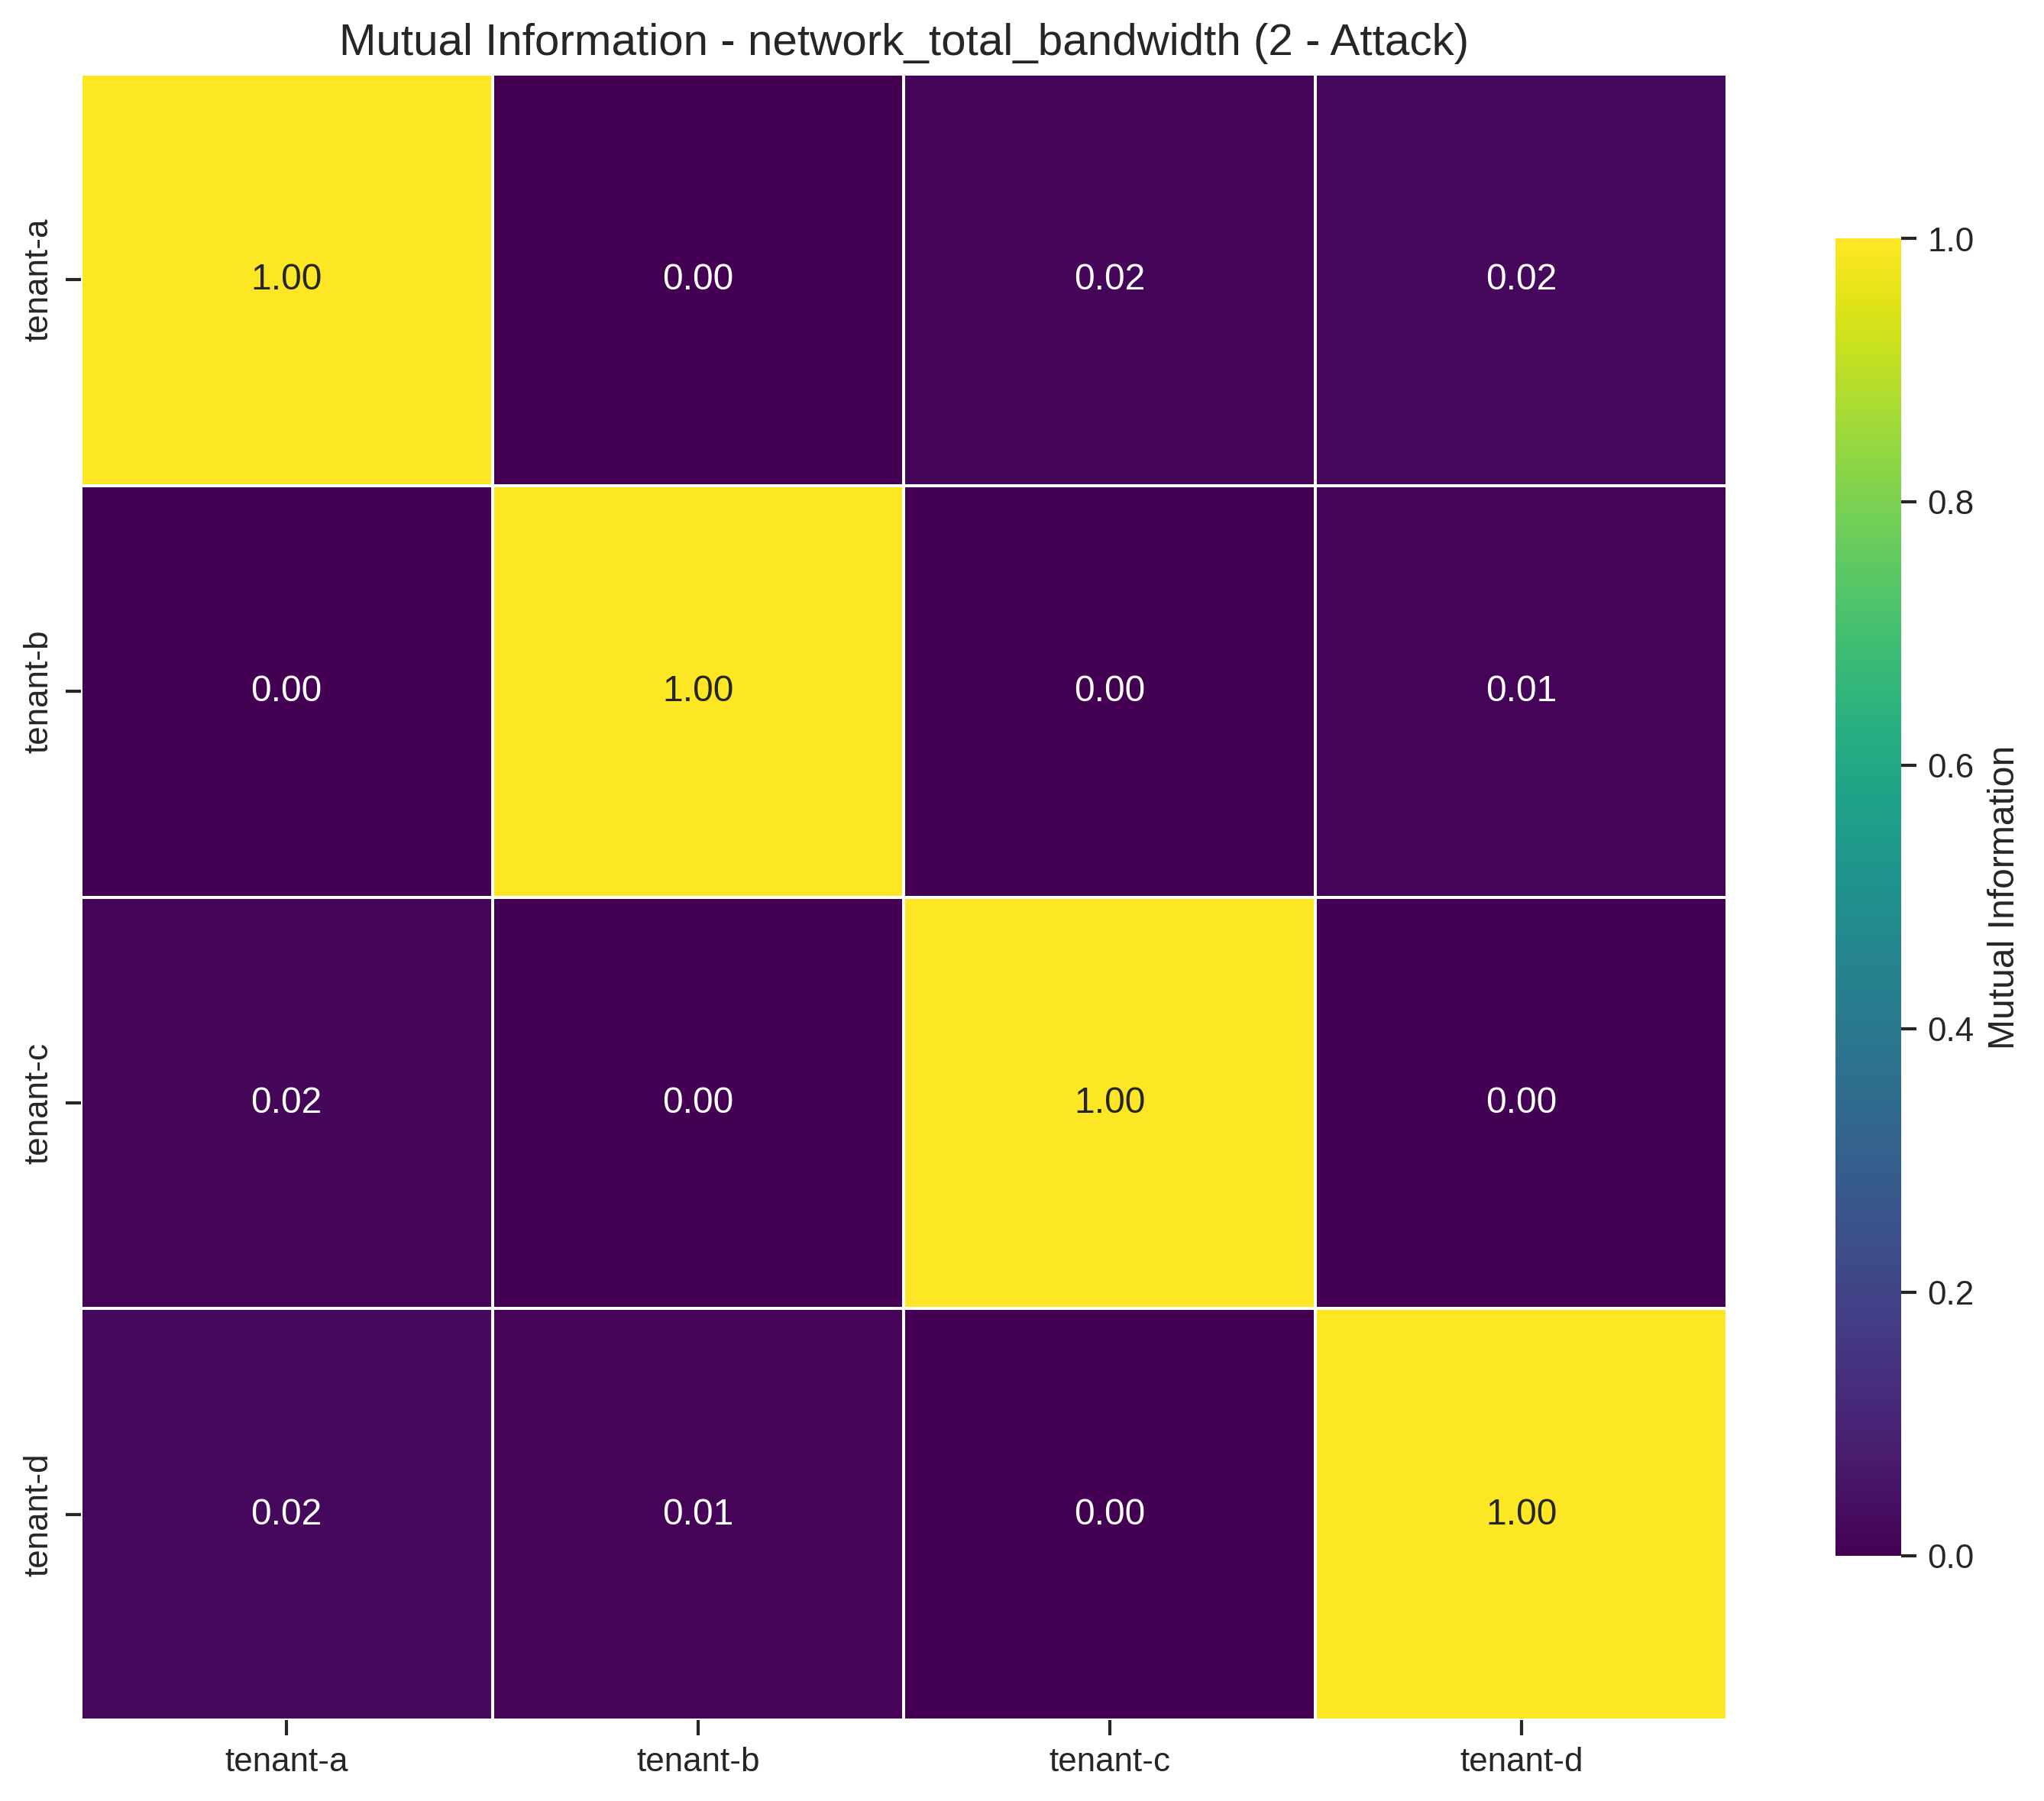 Mutual Information - network_total_bandwidth (2 - Attack)
tenant-a
1.00
0.00
0.02
0.02
tenant-b
0.00
1.00
0.00
0.01
tenant-c
0.02
0.00
1.00
0.00
tenant-d
0.02
0.01
0.00
1.00
tenant-a
tenant-b
tenant-c
tenant-d
1.0
0.8
0.6
0.4
0.2
0.0
Mutual Information